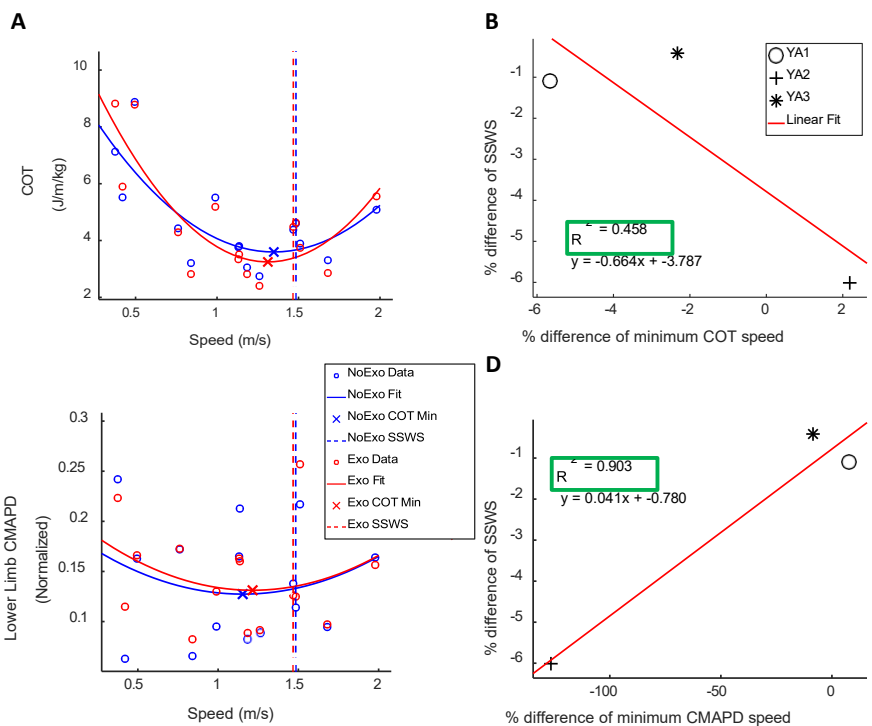 A
10
8
6
4
2
COT
(J/m/kg)
0.5
1
1.5
2
Speed (m/s)
B
-1
-2
-3
-4
-5
-6
% difference of SSWS
YA1
YA2
YA3
Linear Fit
R² = 0.458
y = -0.664x + -3.787
-6
-4
-2
0
2
% difference of minimum COT speed
NoExo Data
NoExo Fit
NoExo COT Min
NoExo SSWS
Exo Data
Exo Fit
Exo COT Min
Exo SSWS
0.3
0.25
0.2
0.15
0.1
Lower Limb CMAPD
(Normalized)
0.5
1
1.5
2
Speed (m/s)
D
-1
-2
-3
-4
-5
-6
% difference of SSWS
R² = 0.903
y = 0.041x + -0.780
-100
-50
0
% difference of minimum CMAPD speed